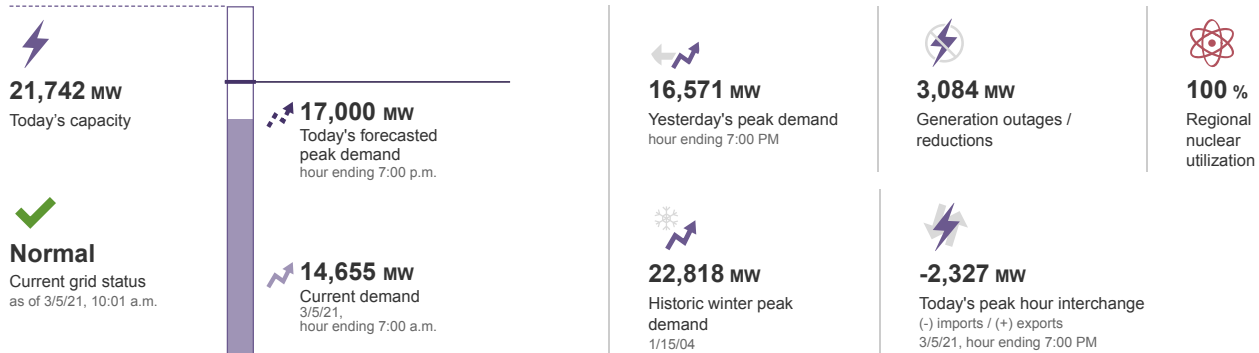 21,742 MW
Today's capacity
Normal
Current grid status
as of 3/5/21, 10:01 a.m.
17,000 MW
Today's forecasted
peak demand
hour ending 7:00 p.m.
14,655 MW
Current demand
3/5/21,
hour ending 7:00 a.m.
16,571 MW
Yesterday's peak demand
hour ending 7:00 PM
3,084 MW
Generation outages /
reductions
100 %
Regional
nuclear
utilization
22,818 MW
Historic winter peak
demand
1/15/04
-2,327 MW
Today's peak hour interchange
(-) imports / (+) exports
3/5/21, hour ending 7:00 PM